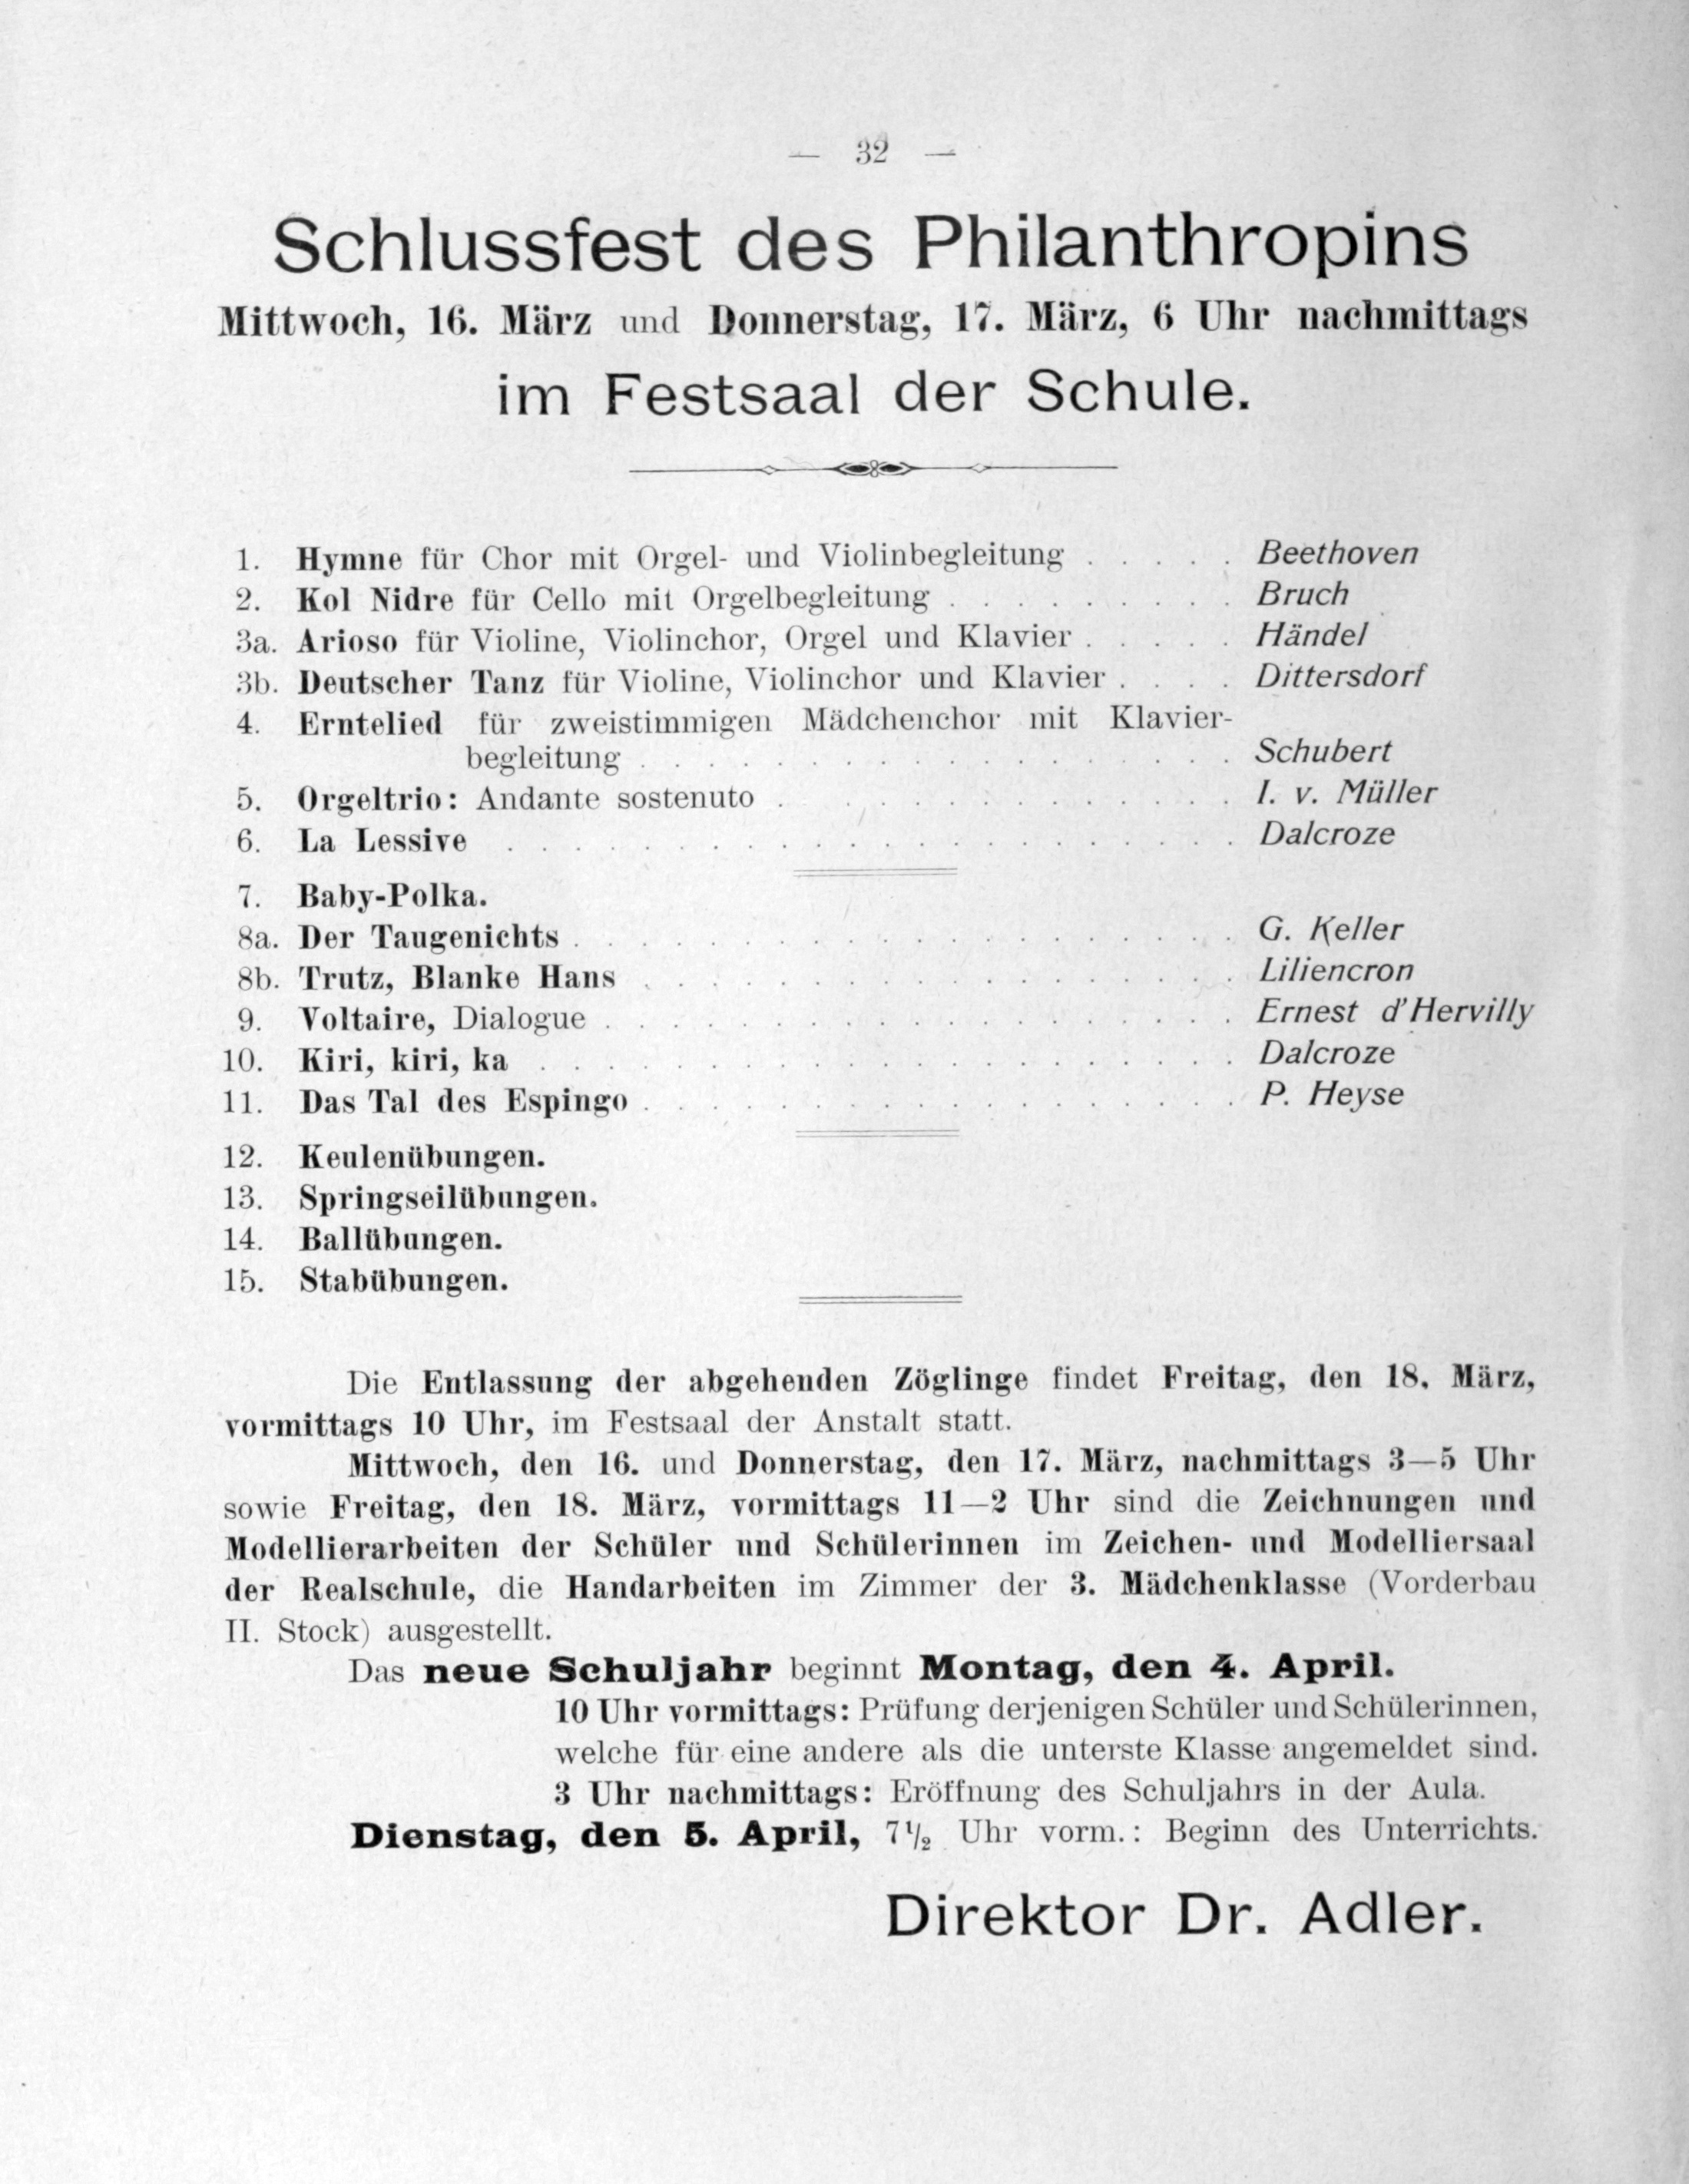 — 32 —
Schlussfest des Philanthropins
Mittwoch, 16. März und Donnerstag, 17. März, 6 Uhr nachmittags
im Festsaal der Schule.
1. Hymne für Chor mit Orgel- und Violinbegleitung . . . . . Beethoven
2. Kol Nidre für Cello mit Orgelbegleitung . . . . . . . . . Bruch
3a. Arioso für Violine, Violinchor, Orgel und Klavier . . . . . Händel
3b. Deutscher Tanz für Violine, Violinchor und Klavier . . . . Dittersdorf
4. Erntelied für zweistimmigen Mädchenchor mit Klavier-
begleitung . . . . . . . . . . . . . . . . . . Schubert
5. Orgeltrio: Andante sostenuto . . . . . . . . . . . . . I. v. Müller
6. La Lessive . . . . . . . . . . . . . . . . . . . . . . Dalcroze
7. Baby-Polka.
8a. Der Taugenichts . . . . . . . . . . . . . . . . . . . . G. Keller
8b. Trutz, Blanke Hans . . . . . . . . . . . . . . . . . . Liliencron
9. Voltaire, Dialogue . . . . . . . . . . . . . . . . . . . Ernest d'Hervilly
10. Kiri, kiri, ka . . . . . . . . . . . . . . . . . . . . . Dalcroze
11. Das Tal des Espingo . . . . . . . . . . . . . . . . . . P. Heyse
12. Keulenübungen.
13. Springseilübungen.
14. Ballübungen.
15. Stabübungen.
Die Entlassung der abgehenden Zöglinge findet Freitag, den 18. März,
vormittags 10 Uhr, im Festsaal der Anstalt statt.
Mittwoch, den 16. und Donnerstag, den 17. März, nachmittags 3—5 Uhr
sowie Freitag, den 18. März, vormittags 11—2 Uhr sind die Zeichnungen und
Modellierarbeiten der Schüler und Schülerinnen im Zeichen- und Modelliersaal
der Realschule, die Handarbeiten im Zimmer der 3. Mädchenklasse (Vorderbau
II. Stock) ausgestellt.
Das neue Schuljahr beginnt Montag, den 4. April.
10 Uhr vormittags: Prüfung derjenigen Schüler und Schülerinnen,
welche für eine andere als die unterste Klasse angemeldet sind.
3 Uhr nachmittags: Eröffnung des Schuljahrs in der Aula.
Dienstag, den 5. April, 7½ Uhr vorm.: Beginn des Unterrichts.
Direktor Dr. Adler.